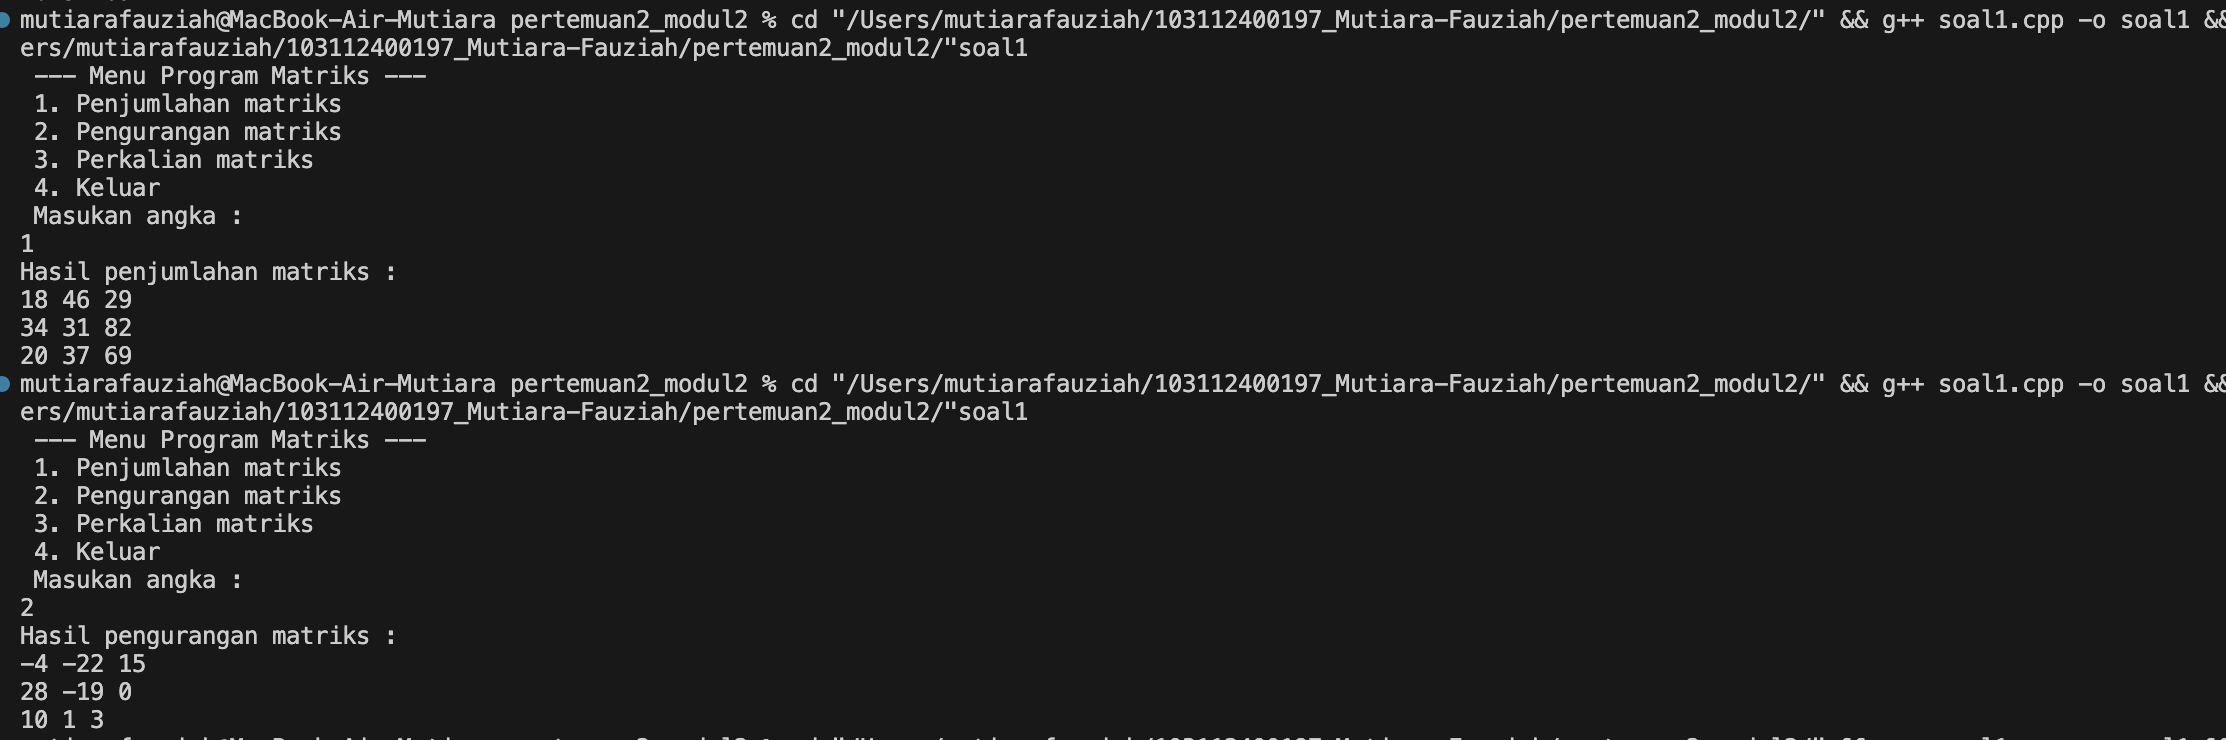 mutiarafauziah@MacBook-Air-Mutiara pertemuan2_modul2 % cd "/Users/mutiarafauziah/103112400197_Mutiara-Fauziah/pertemuan2_modul2/" && g++ soal1.cpp -o soal1 &&
ers/mutiarafauziah/103112400197_Mutiara-Fauziah/pertemuan2_modul2/"soal1
--- Menu Program Matriks ---
1. Penjumlahan matriks
2. Pengurangan matriks
3. Perkalian matriks
4. Keluar
Masukan angka :
1
Hasil penjumlahan matriks :
18 46 29
34 31 82
20 37 69
mutiarafauziah@MacBook-Air-Mutiara pertemuan2_modul2 % cd "/Users/mutiarafauziah/103112400197_Mutiara-Fauziah/pertemuan2_modul2/" && g++ soal1.cpp -o soal1 &&
ers/mutiarafauziah/103112400197_Mutiara-Fauziah/pertemuan2_modul2/"soal1
--- Menu Program Matriks ---
1. Penjumlahan matriks
2. Pengurangan matriks
3. Perkalian matriks
4. Keluar
Masukan angka :
2
Hasil pengurangan matriks :
-4 -22 15
28 -19 0
10 1 3